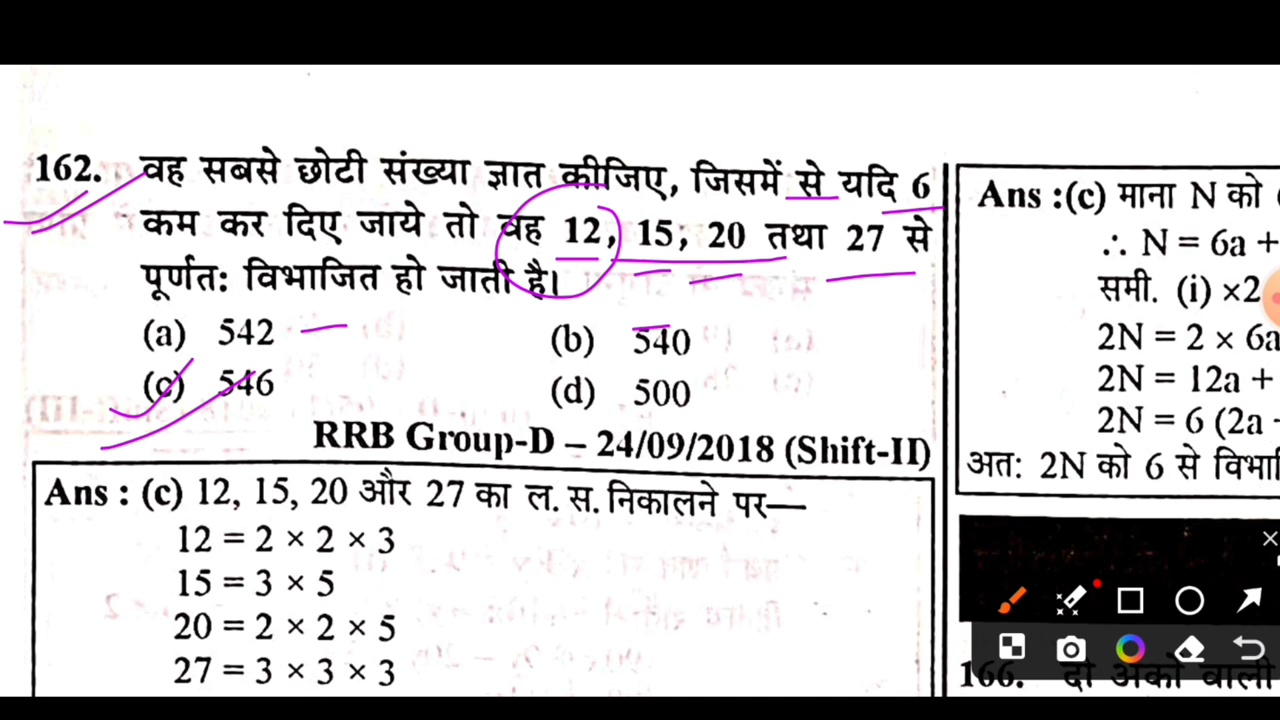 162. वह सबसे छोटी संख्या ज्ञात कीजिए, जिसमें से यदि 6
कम कर दिए जाये तो वह 12, 15, 20 तथा 27 से
पूर्णत: विभाजित हो जाती है।
(a) 542 (b) 540
(c) 546 (d) 500
RRB Group-D – 24/09/2018 (Shift-II)
Ans : (c) 12, 15, 20 और 27 का ल. स. निकालने पर—
12 = 2 × 2 × 3
15 = 3 × 5
20 = 2 × 2 × 5
27 = 3 × 3 × 3
Ans :(c) माना N को
∴ N = 6a +
समी. (i) ×2
2N = 2 × 6a
2N = 12a +
2N = 6 (2a
अत: 2N को 6 से
166. दो अंकों वाली